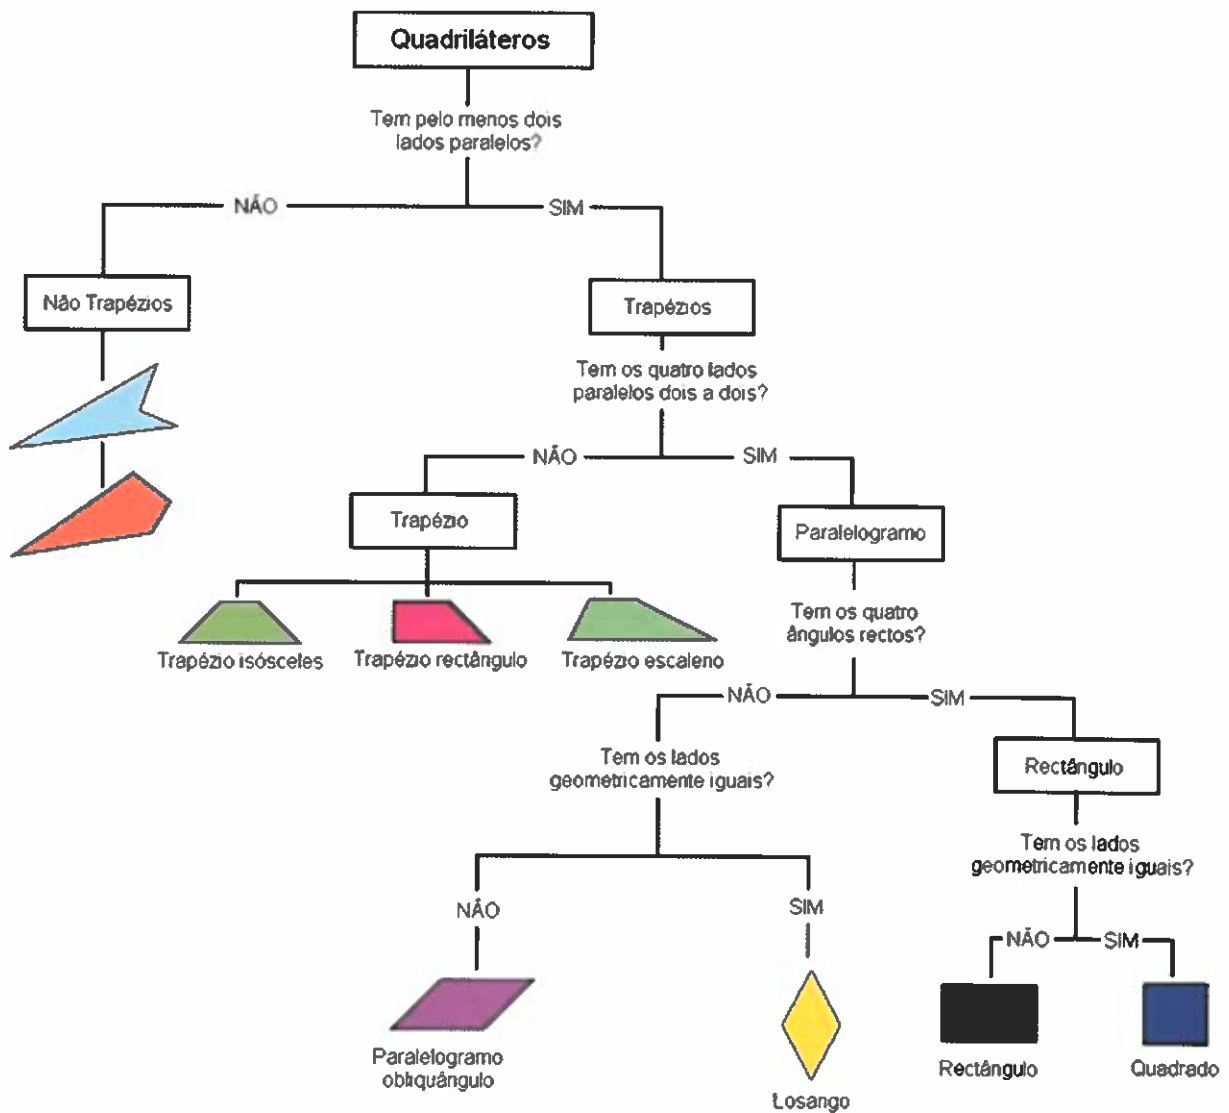 Quadriláteros
Tem pelo menos dois
lados paralelos?
NÃO
SIM
Não Trapézios
Trapézios
Tem os quatro lados
paralelos dois a dois?
NÃO
SIM
Trapézio
Paralelogramo
Trapézio isósceles
Trapézio rectângulo
Trapézio escaleno
Tem os quatro
ângulos rectos?
NÃO
SIM
Tem os lados
geometricamente iguais?
Rectângulo
Tem os lados
geometricamente iguais?
NÃO
SIM
NÃO
SIM
Paralelogramo
obliquângulo
Losango
Rectângulo
Quadrado